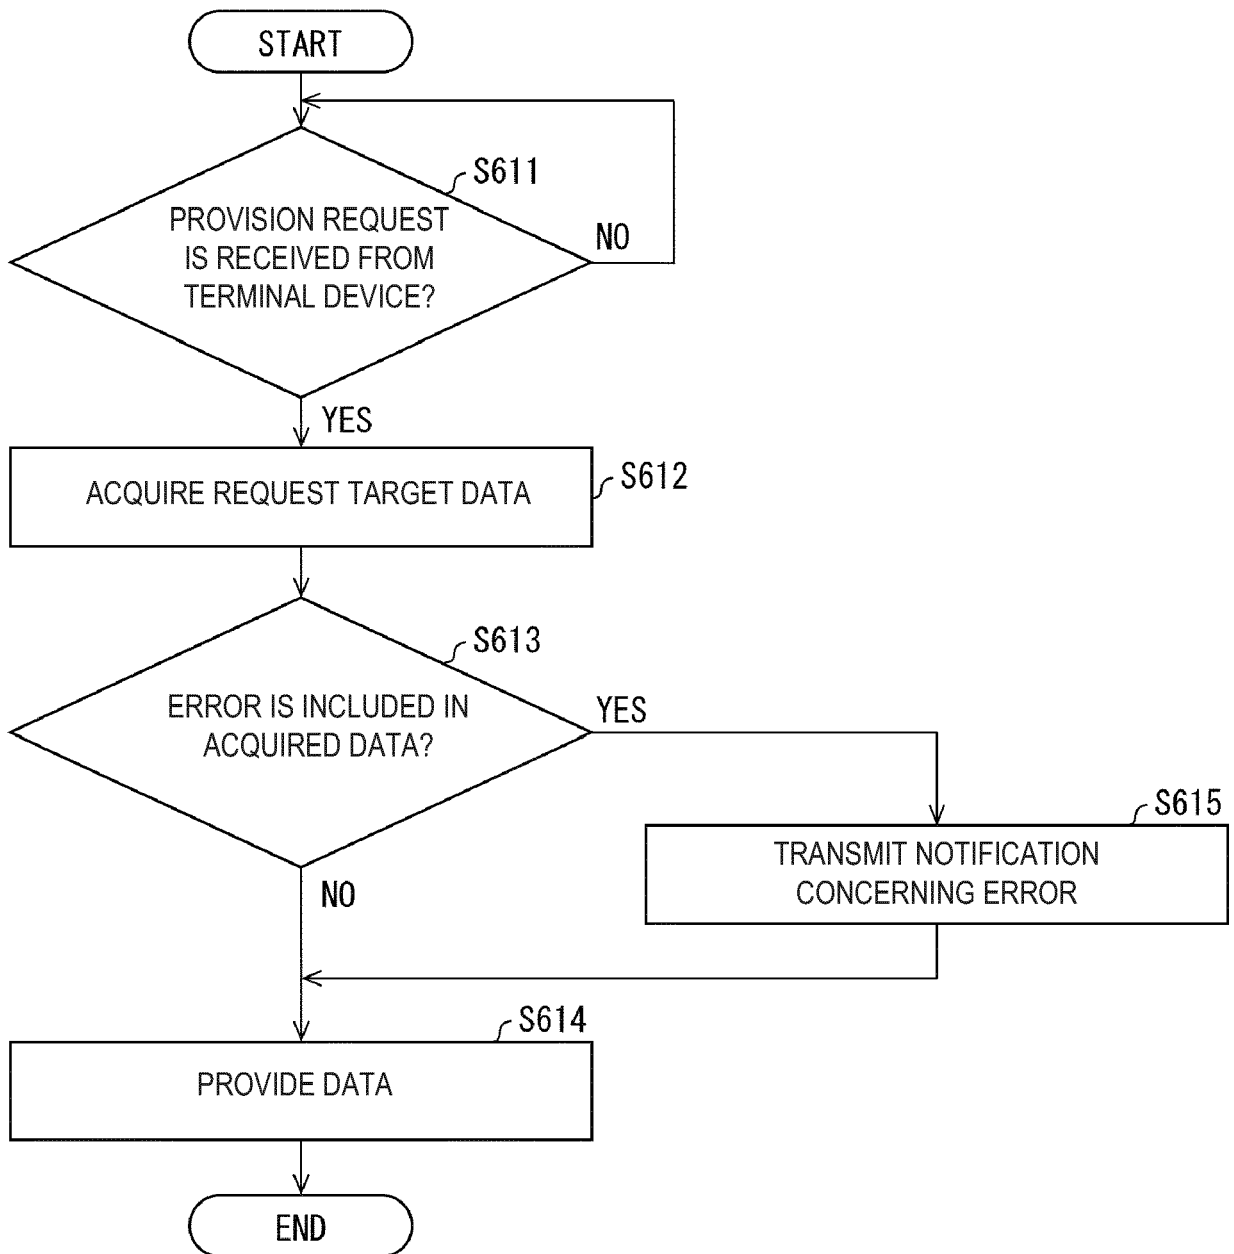 START
S611
PROVISION REQUEST
IS RECEIVED FROM
TERMINAL DEVICE?
NO
YES
S612
ACQUIRE REQUEST TARGET DATA
S613
ERROR IS INCLUDED IN
ACQUIRED DATA?
YES
S615
TRANSMIT NOTIFICATION
CONCERNING ERROR
NO
S614
PROVIDE DATA
END